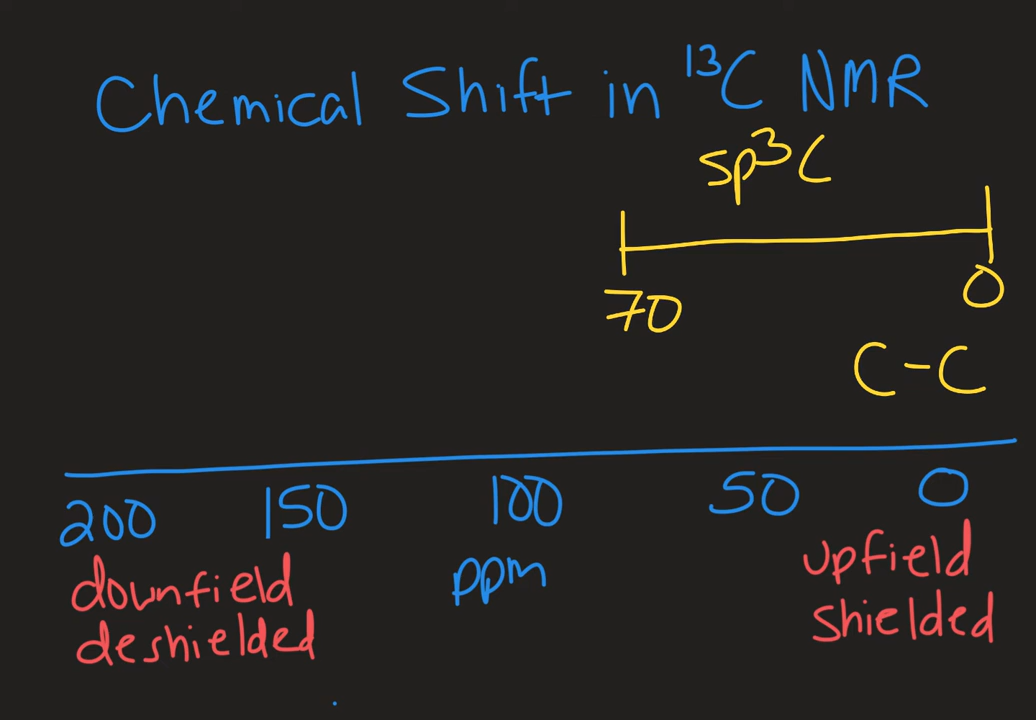 Chemical Shift in ¹³C NMR
sp³C
70 0
C-C
200 150 100 50 0
downfield ppm upfield
deshielded shielded